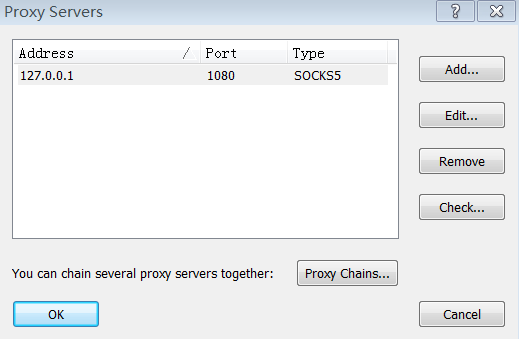 Proxy Servers
Address / Port Type
127.0.0.1 1080 SOCKS5
Add...
Edit...
Remove
Check...
You can chain several proxy servers together: Proxy Chains...
OK Cancel